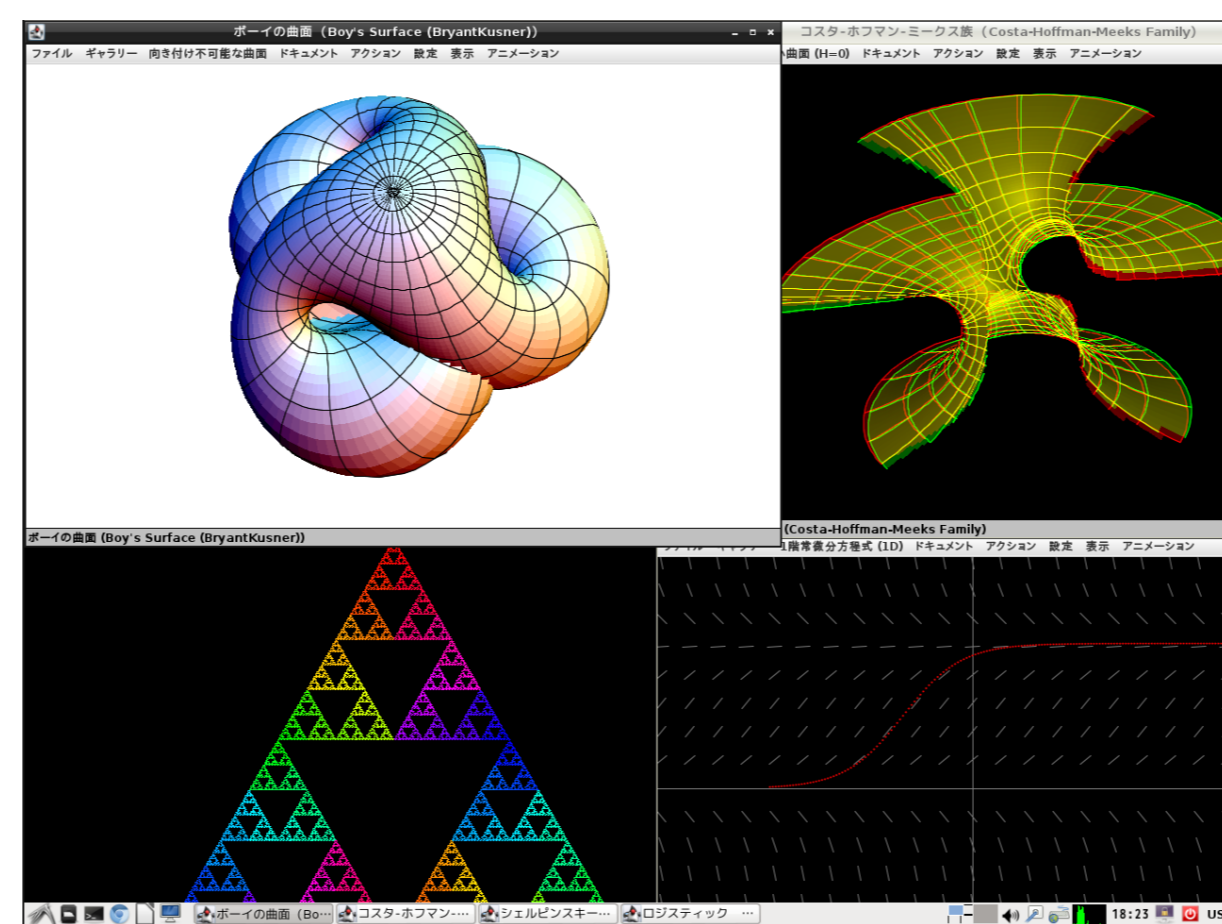 ボーイの曲面 (Boy's Surface (BryantKusner))
コスタ-ホフマン-ミークス族 (Costa-Hoffman-Meeks Family)
ファイル ギャラリー 向き付け不可能な曲面 ドキュメント アクション 設定 表示 アニメーション
曲面 (H=0) ドキュメント アクション 設定 表示 アニメーション
ボーイの曲面 (Boy's Surface (BryantKusner))
(Costa-Hoffman-Meeks Family)
1階常微分方程式 (1D) ドキュメント アクション 設定 表示 アニメーション
ボーイの曲面 (Bo… コスタ-ホフマン-… シェルピンスキー… ロジスティック … 18:23 US